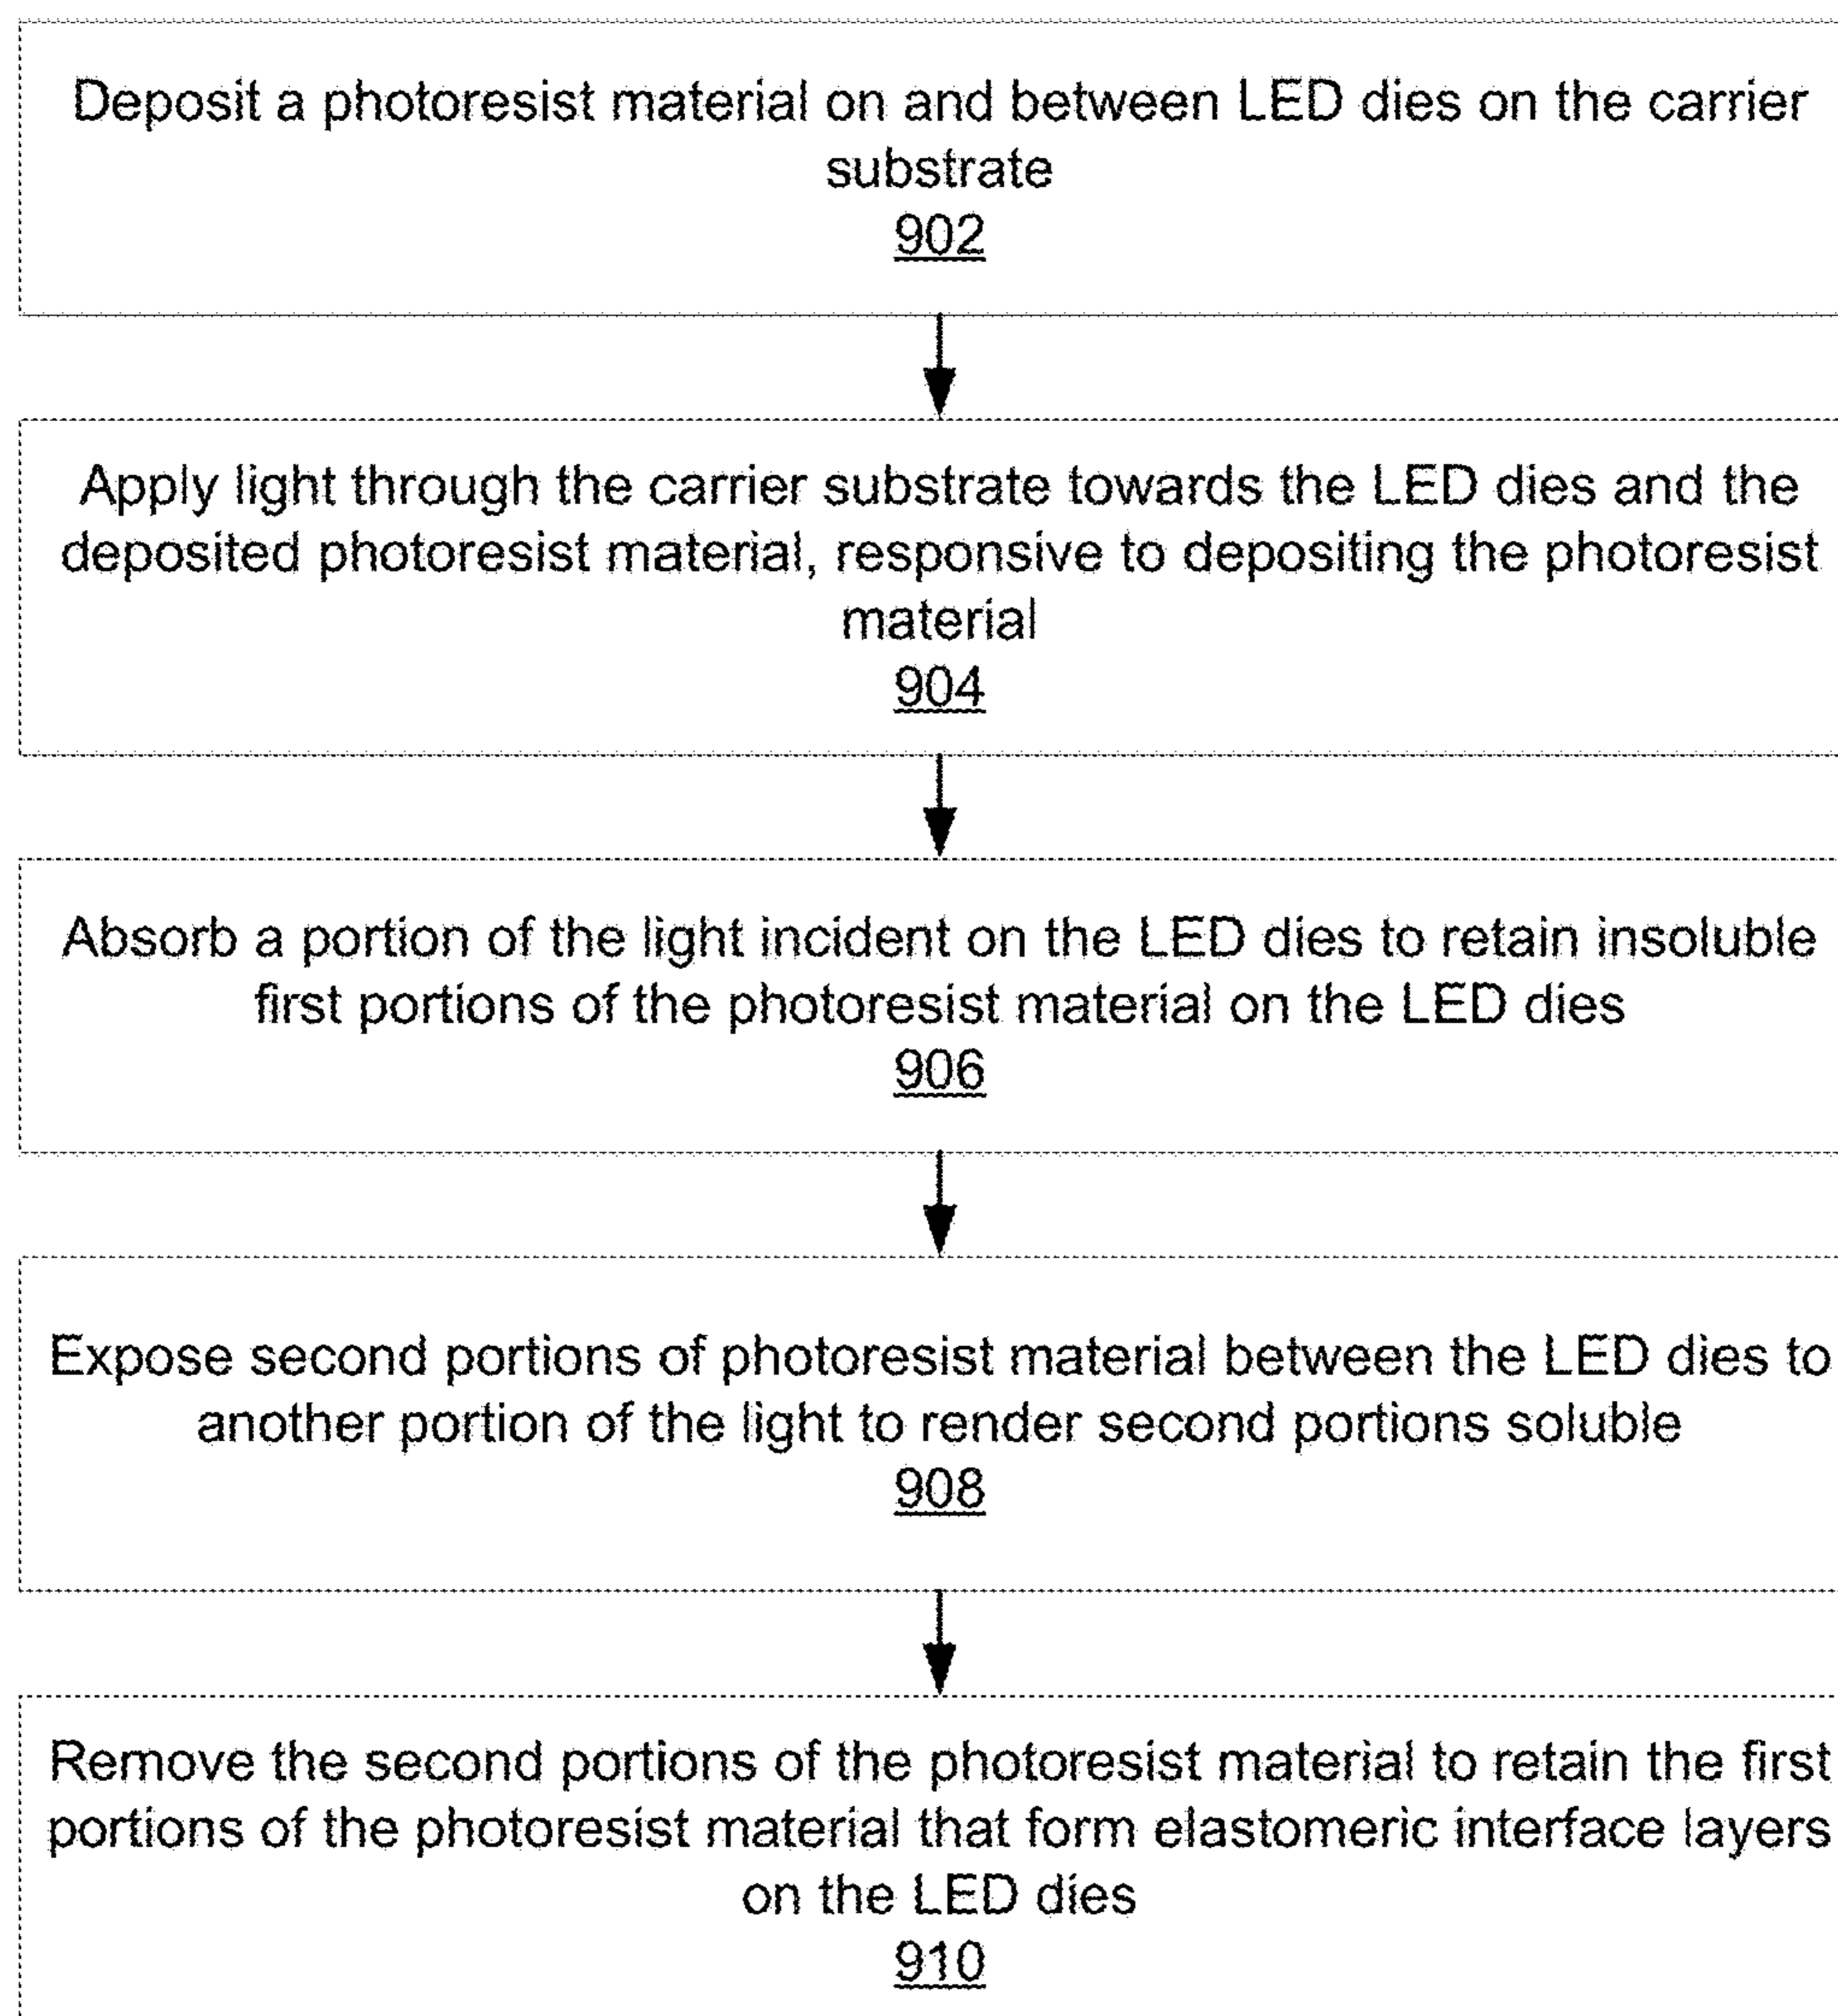 Deposit a photoresist material on and between LED dies on the carrier
substrate
902
Apply light through the carrier substrate towards the LED dies and the
deposited photoresist material, responsive to depositing the photoresist
material
904
Absorb a portion of the light incident on the LED dies to retain insoluble
first portions of the photoresist material on the LED dies
906
Expose second portions of photoresist material between the LED dies to
another portion of the light to render second portions soluble
908
Remove the second portions of the photoresist material to retain the first
portions of the photoresist material that form elastomeric interface layers
on the LED dies
910